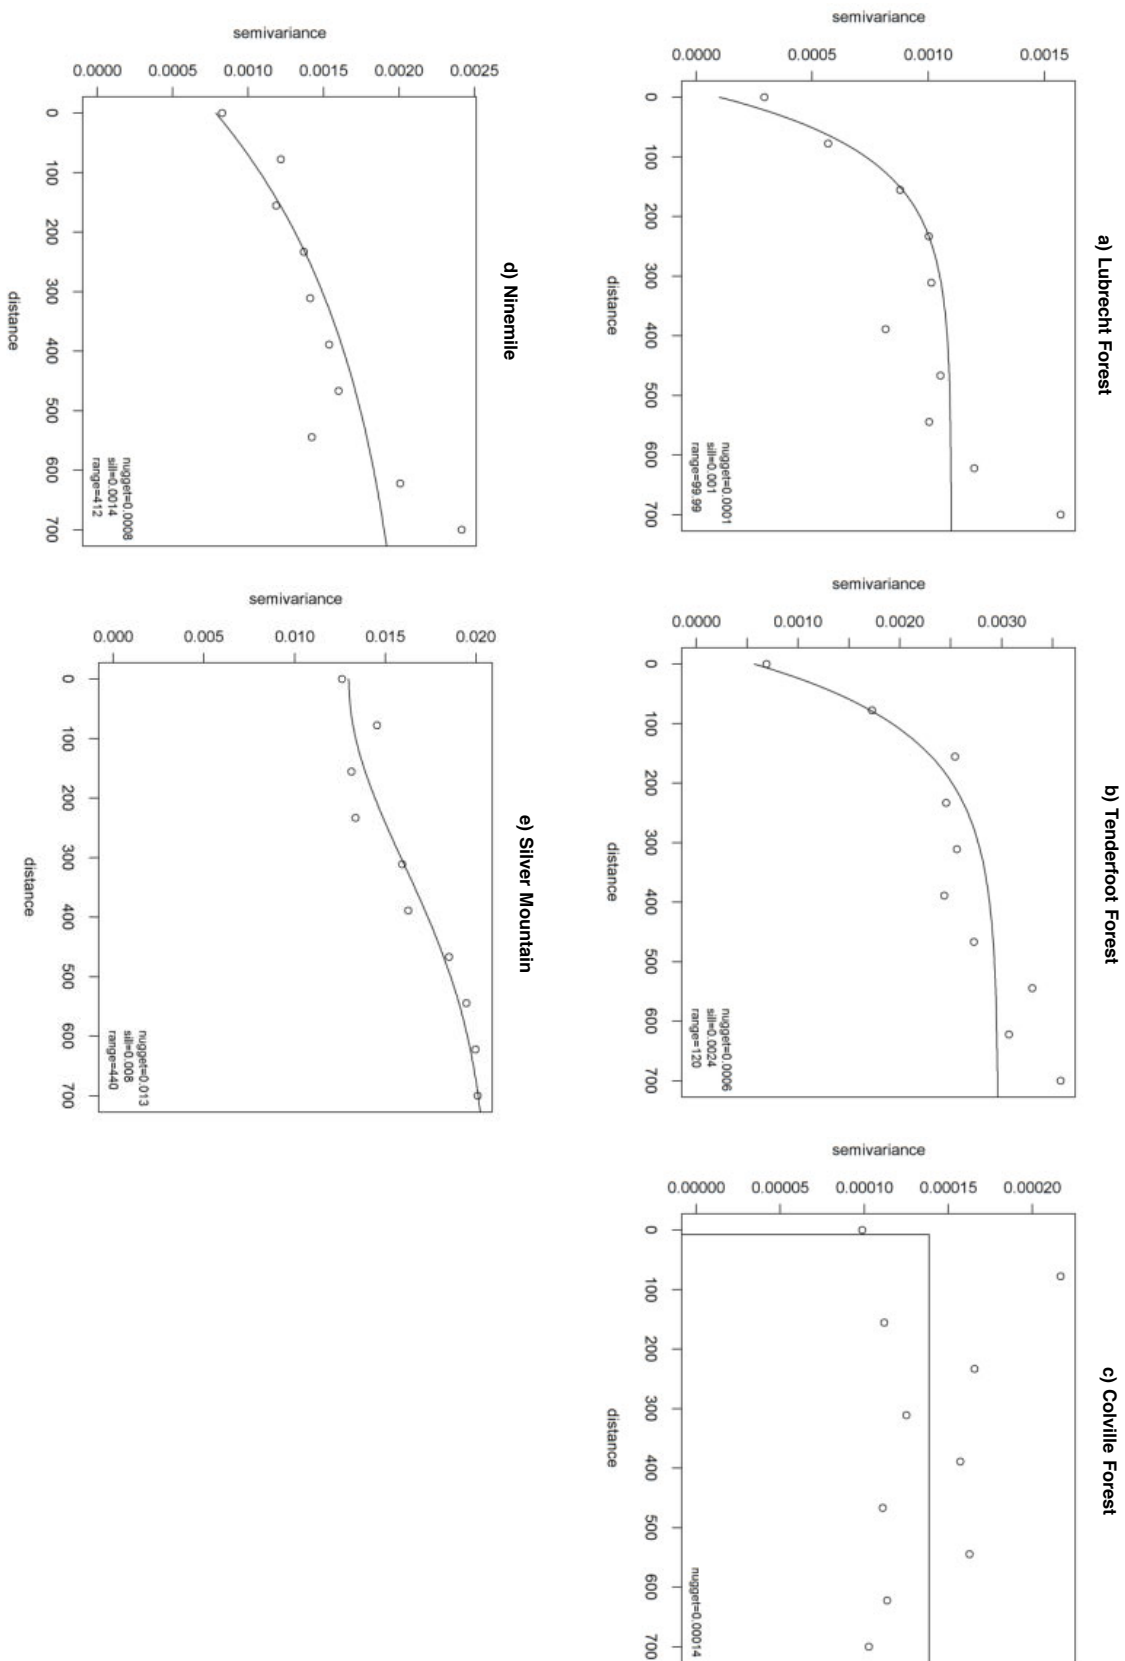 a) Lubrecht Forest
semivariance
0.0000 0.0005 0.0010 0.0015
0 100 200 300 400 500 600 700
distance
nugget=0.0001
sill=0.001
range=99.99
b) Tenderfoot Forest
semivariance
0.0000 0.0010 0.0020 0.0030
0 100 200 300 400 500 600 700
distance
nugget=0.0006
sill=0.0024
range=120
c) Colville Forest
semivariance
0.00000 0.00005 0.00010 0.00015 0.00020
0 100 200 300 400 500 600 700
distance
nugget=0.00014
d) Ninemile
semivariance
0.0000 0.0005 0.0010 0.0015 0.0020 0.0025
0 100 200 300 400 500 600 700
distance
nugget=0.0008
sill=0.0014
range=412
e) Silver Mountain
semivariance
0.000 0.005 0.010 0.015 0.020
0 100 200 300 400 500 600 700
distance
nugget=0.013
sill=0.008
range=440